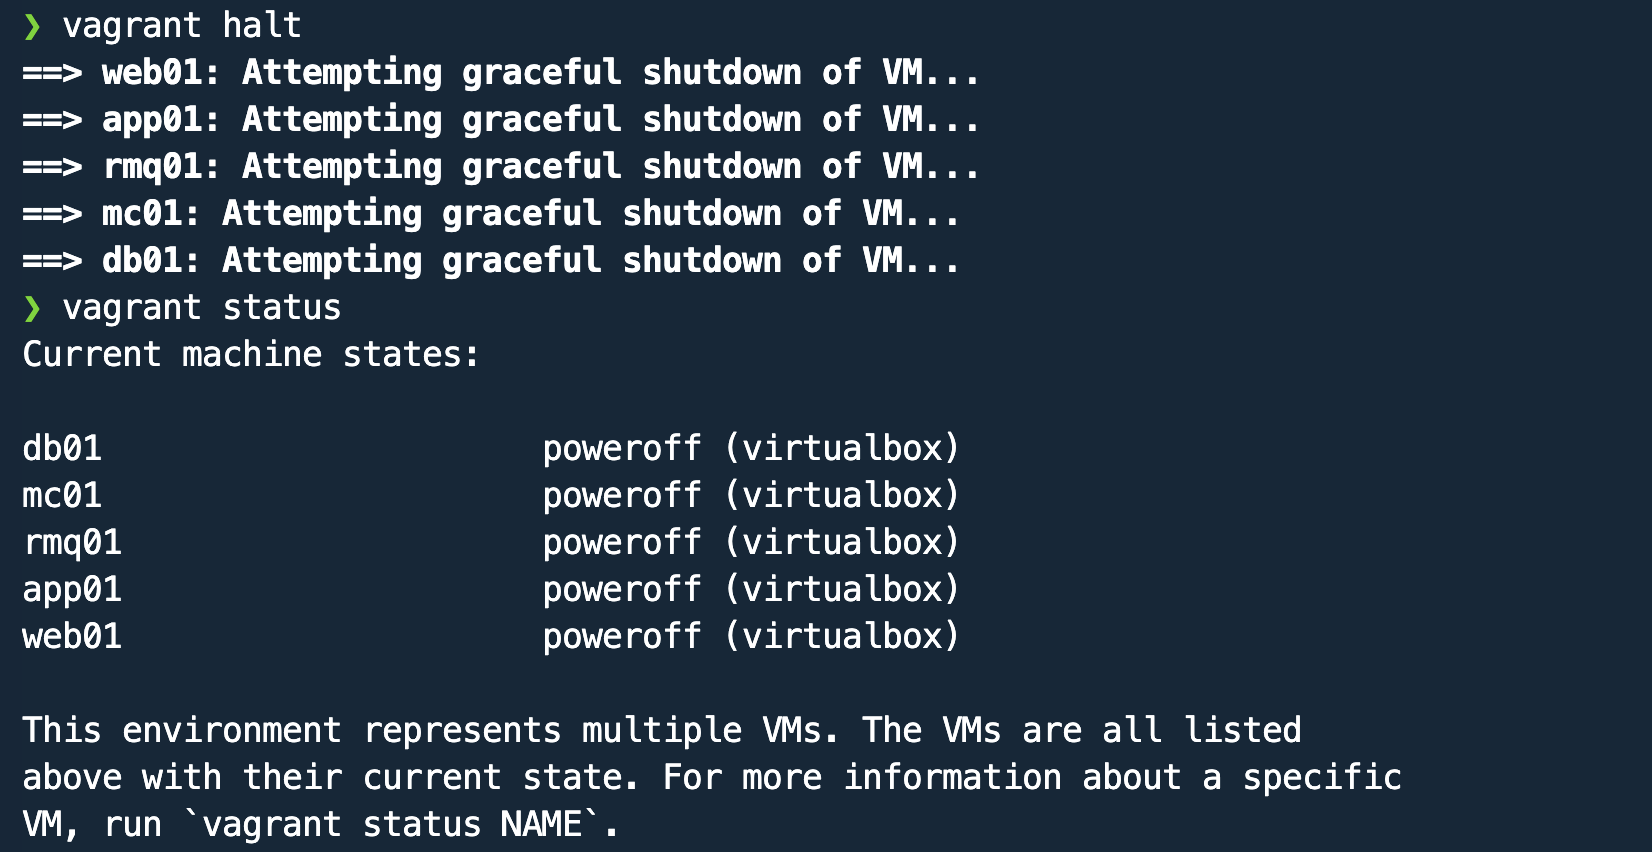 ❯ vagrant halt
==> web01: Attempting graceful shutdown of VM...
==> app01: Attempting graceful shutdown of VM...
==> rmq01: Attempting graceful shutdown of VM...
==> mc01: Attempting graceful shutdown of VM...
==> db01: Attempting graceful shutdown of VM...
❯ vagrant status
Current machine states:
db01                      poweroff (virtualbox)
mc01                      poweroff (virtualbox)
rmq01                     poweroff (virtualbox)
app01                     poweroff (virtualbox)
web01                     poweroff (virtualbox)
This environment represents multiple VMs. The VMs are all listed
above with their current state. For more information about a specific
VM, run `vagrant status NAME`.